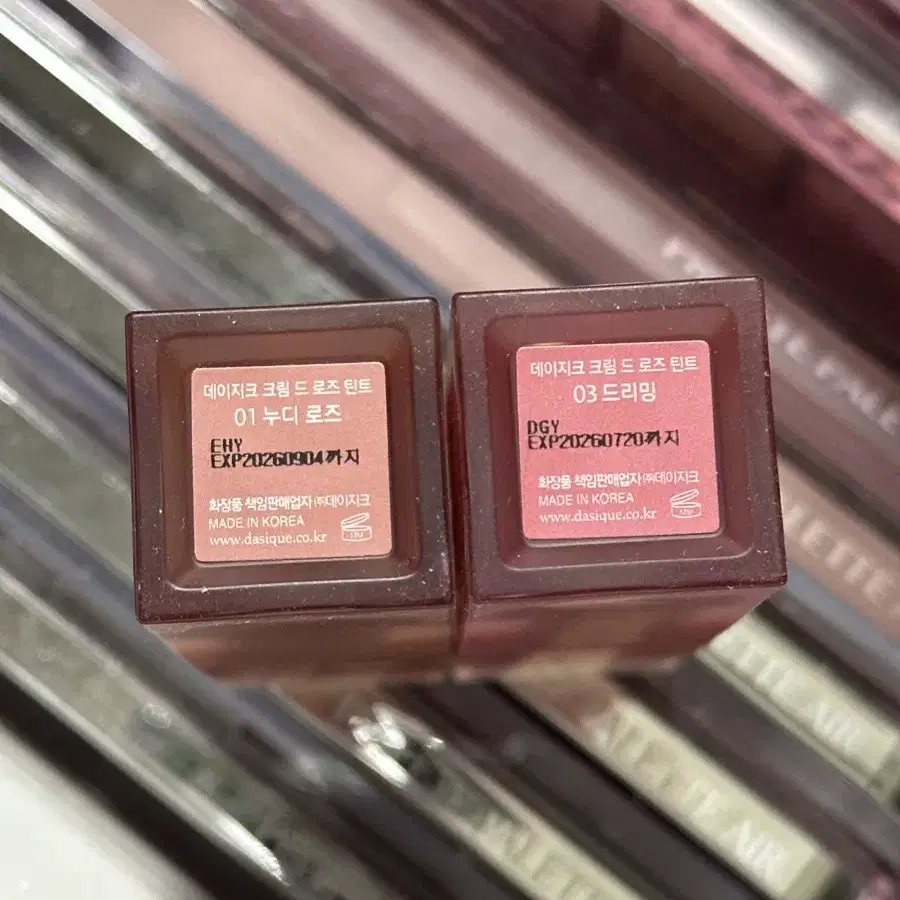 데이지크 크림 드 로즈 틴트
01 누디 로즈
EHY
EXP20260904까지
화장품 책임판매업자 ㈜데이지크
MADE IN KOREA
www.dasique.co.kr
12M
데이지크 크림 드 로즈 틴트
03 드리밍
DGY
EXP20260720까지
화장품 책임판매업자 ㈜데이지크
MADE IN KOREA
www.dasique.co.kr
12M